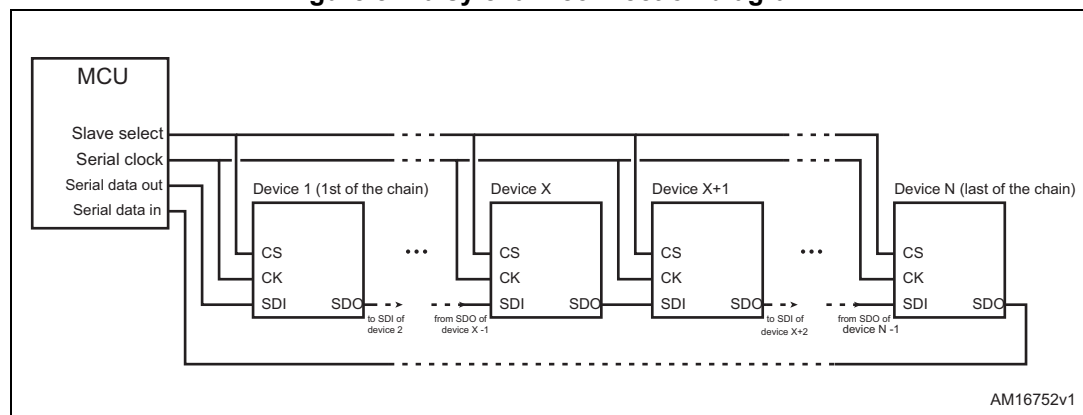 MCU
Slave select
Serial clock
Serial data out
Serial data in
Device 1 (1st of the chain)
Device X
Device X+1
Device N (last of the chain)
CS
CK
SDI
SDO
to SDI of
device 2
...
from SDO of
device X -1
CS
CK
SDI
SDO
CS
CK
SDI
SDO
to SDI of
device X+2
...
from SDO of
device N -1
CS
CK
SDI
SDO
AM16752v1